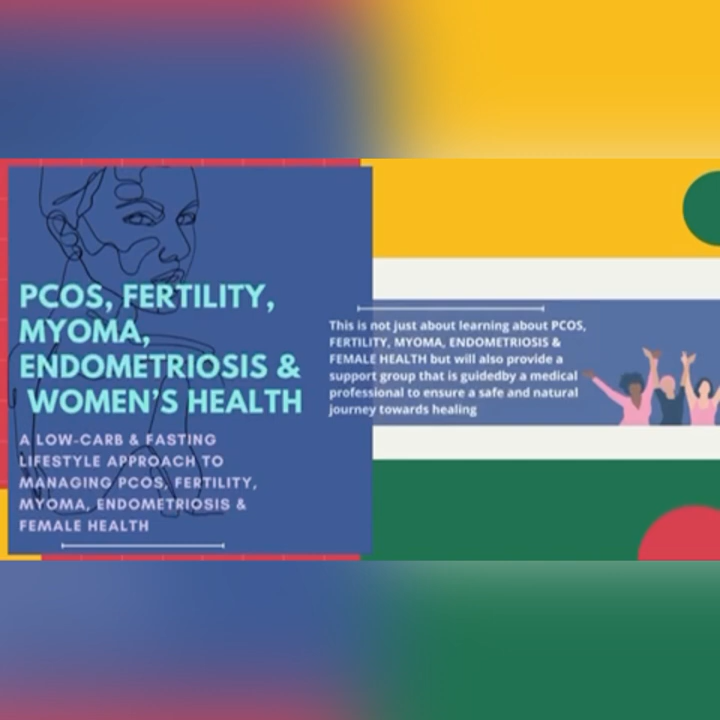 PCOS, FERTILITY,
MYOMA,
ENDOMETRIOSIS &
WOMEN'S HEALTH
A LOW-CARB & FASTING
LIFESTYLE APPROACH TO
MANAGING PCOS, FERTILITY,
MYOMA, ENDOMETRIOSIS &
FEMALE HEALTH
This is not just about learning about PCOS,
FERTILITY, MYOMA, ENDOMETRIOSIS &
FEMALE HEALTH but will also provide a
support group that is guidedby a medical
professional to ensure a safe and natural
journey towards healing